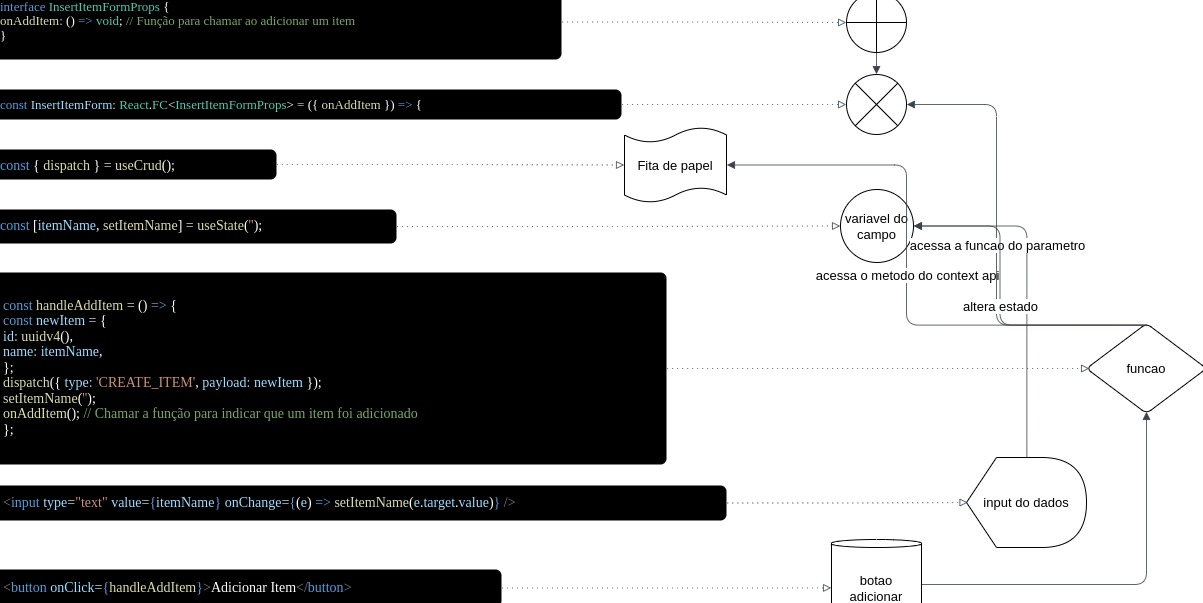 interface InsertItemFormProps {
onAddItem: () => void; // Função para chamar ao adicionar um item
}
const InsertItemForm: React.FC<InsertItemFormProps> = ({ onAddItem }) => {
const { dispatch } = useCrud();
Fita de papel
const [itemName, setItemName] = useState('');
variavel do
campo
acessa a funcao do parametro
acessa o metodo do context api
altera estado
const handleAddItem = () => {
const newItem = {
id: uuidv4(),
name: itemName,
};
dispatch({ type: 'CREATE_ITEM', payload: newItem });
setItemName('');
onAddItem(); // Chamar a função para indicar que um item foi adicionado
};
funcao
<input type="text" value={itemName} onChange={(e) => setItemName(e.target.value)} />
input do dados
<button onClick={handleAddItem}>Adicionar Item</button>
botao
adicionar